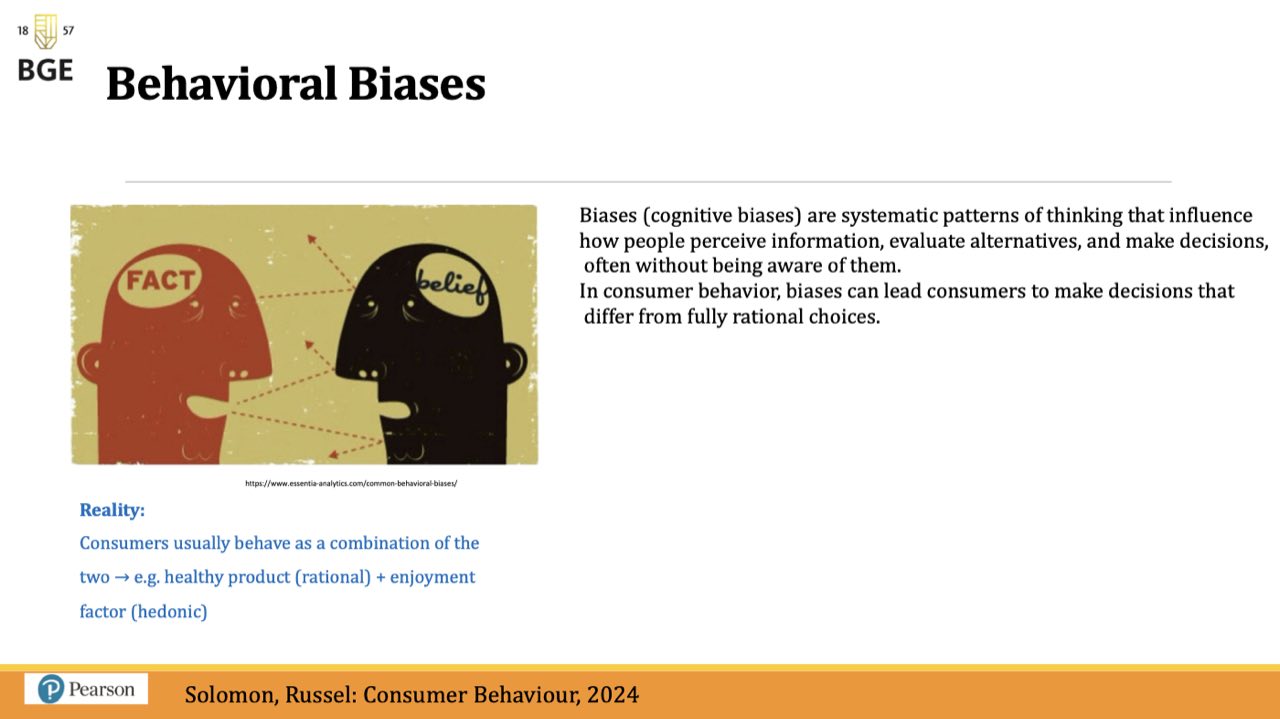 18 57
BGE
Behavioral Biases
FACT
belief
https://www.essentia-analytics.com/common-behavioral-biases/
Reality:
Consumers usually behave as a combination of the
two → e.g. healthy product (rational) + enjoyment
factor (hedonic)
Biases (cognitive biases) are systematic patterns of thinking that influence
how people perceive information, evaluate alternatives, and make decisions,
often without being aware of them.
In consumer behavior, biases can lead consumers to make decisions that
differ from fully rational choices.
Pearson
Solomon, Russel: Consumer Behaviour, 2024